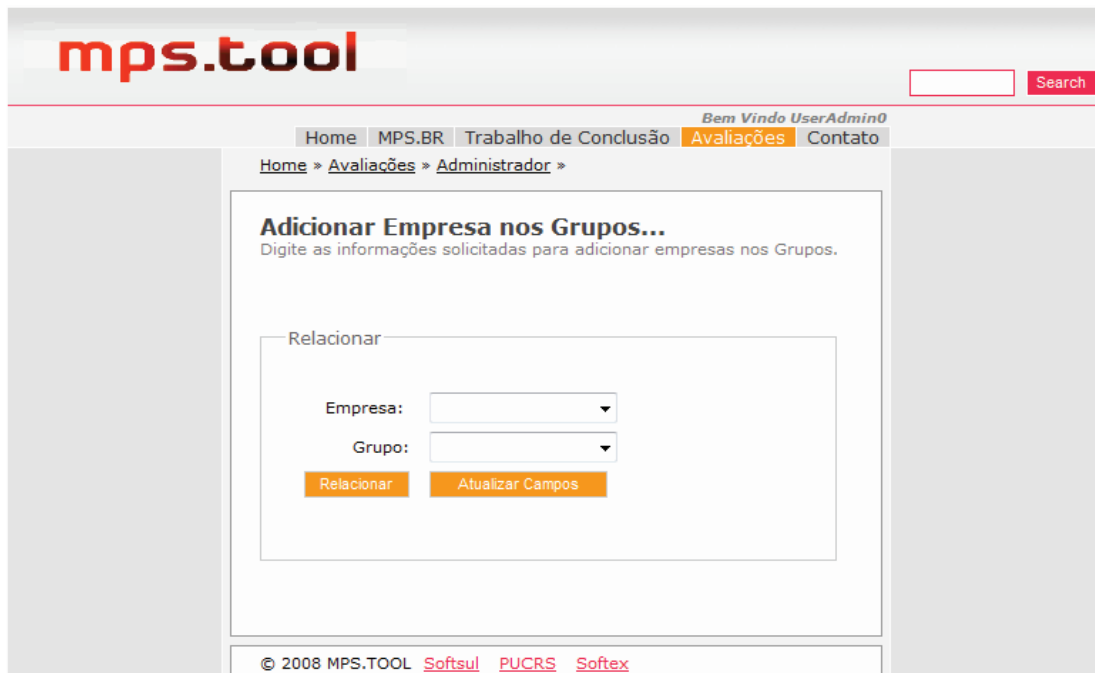 mps.tool
Search
Bem Vindo UserAdmin0
Home MPS.BR Trabalho de Conclusão Avaliações Contato
Home » Avaliações » Administrador »
Adicionar Empresa nos Grupos...
Digite as informações solicitadas para adicionar empresas nos Grupos.
Relacionar
Empresa:
Grupo:
Relacionar Atualizar Campos
© 2008 MPS.TOOL Softsul PUCRS Softex